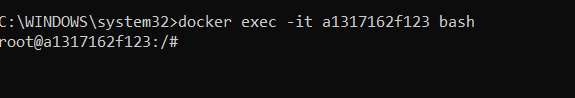 C:\WINDOWS\system32>docker exec -it a1317162f123 bash
root@a1317162f123:/#